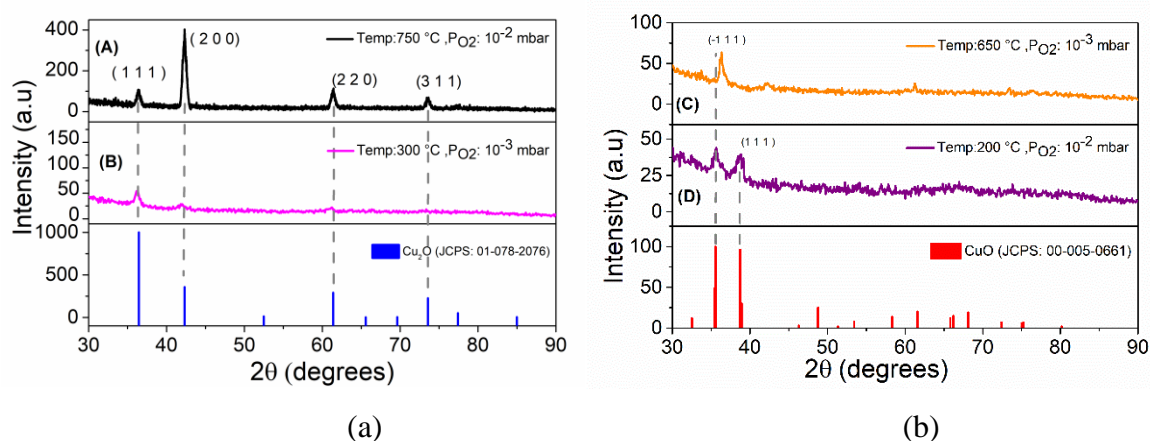 (A)
Temp:750 °C ,PO2: 10-2 mbar
( 1 1 1 )
( 2 0 0)
( 2 2 0)
( 3 1 1)
400
200
0
(B)
Temp:300 °C ,PO2: 10-3 mbar
150
100
50
0
Intensity (a.u)
Cu2O (JCPS: 01-078-2076)
1000
500
0
30 40 50 60 70 80 90
2θ (degrees)
(a)
(-1 1 1)
Temp:650 °C ,PO2: 10-3 mbar
100
50
0
(C)
(1 1 1)
Temp:200 °C ,PO2: 10-2 mbar
50
25
0
(D)
Intensity (a.u)
CuO (JCPS: 00-005-0661)
100
50
0
30 40 50 60 70 80 90
2θ (degrees)
(b)